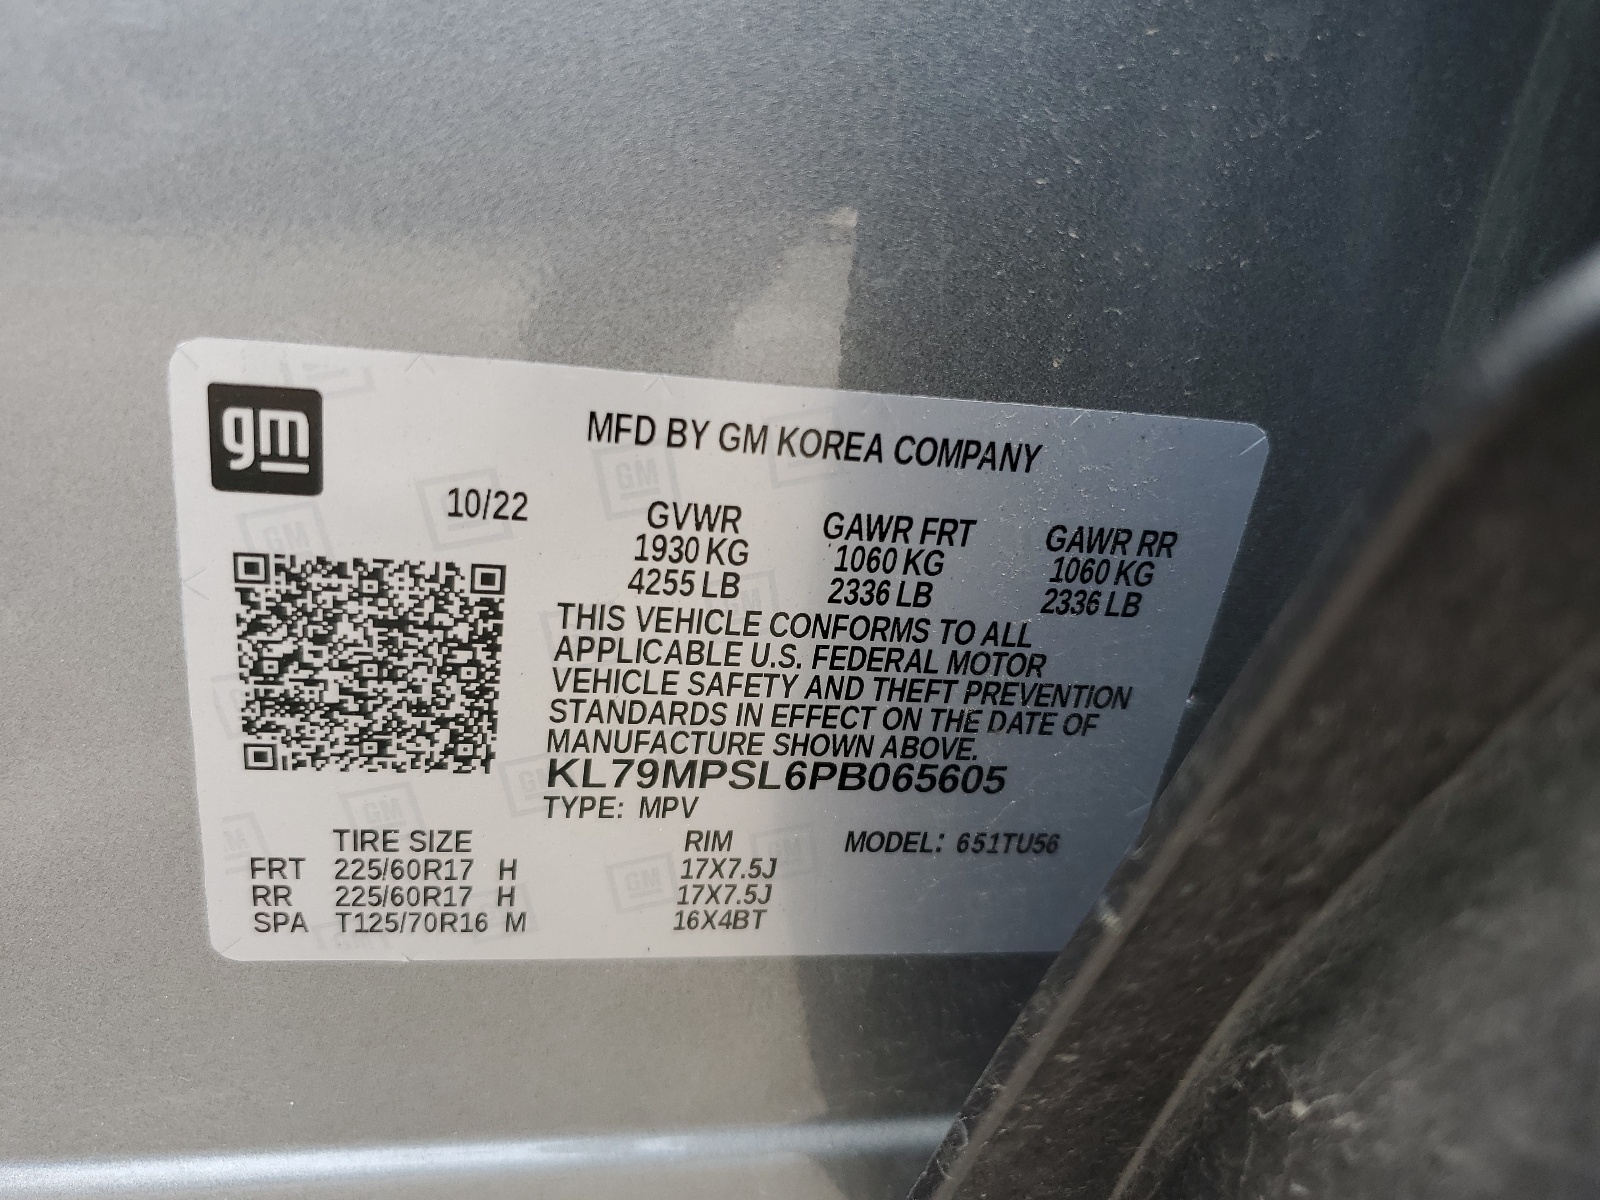 gm
MFD BY GM KOREA COMPANY
10/22 GVWR GAWR FRT GAWR RR
1930 KG 1060 KG 1060 KG
4255 LB 2336 LB 2336 LB
THIS VEHICLE CONFORMS TO ALL
APPLICABLE U.S. FEDERAL MOTOR
VEHICLE SAFETY AND THEFT PREVENTION
STANDARDS IN EFFECT ON THE DATE OF
MANUFACTURE SHOWN ABOVE.
KL79MPSL6PB065605
TYPE: MPV
TIRE SIZE RIM MODEL: 651TU56
FRT 225/60R17 H 17X7.5J
RR 225/60R17 H 17X7.5J
SPA T125/70R16 M 16X4BT